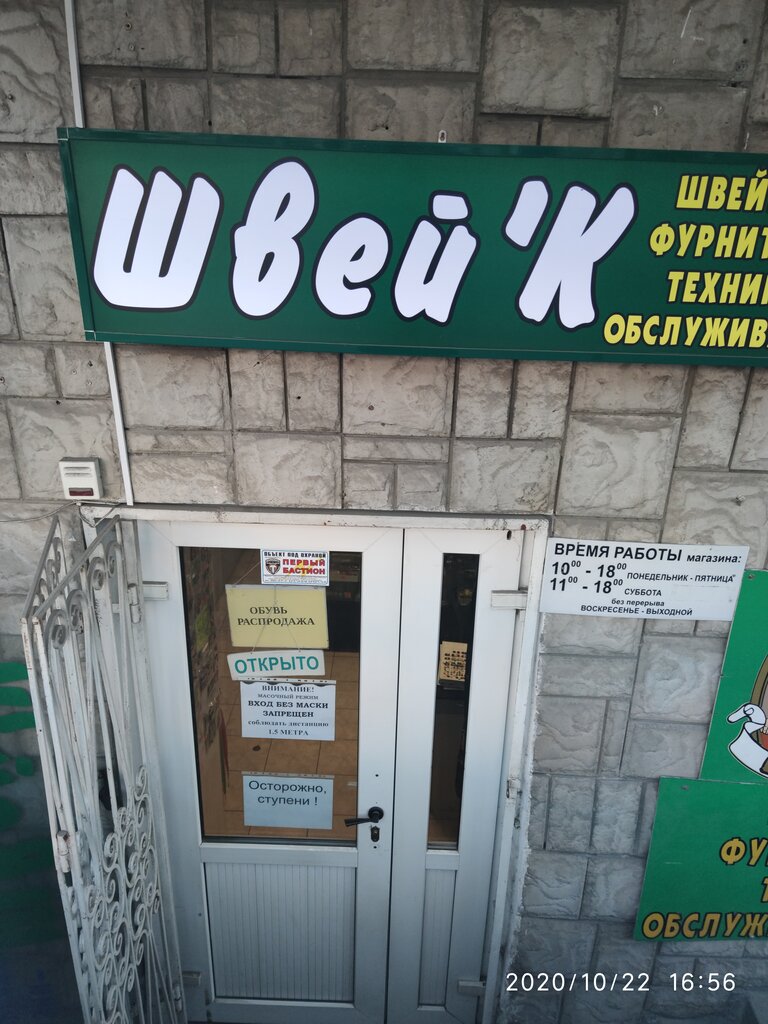 Швей'К
ШВЕЙ
ФУРНИТ
ТЕХНИ
ОБСЛУЖИВ
ОБЪЕКТ ПОД ОХРАНОЙ
ПЕРВЫЙ
БАСТИОН
ОБУВЬ
РАСПРОДАЖА
ОТКРЫТО
ВНИМАНИЕ!
МАСОЧНЫЙ РЕЖИМ
ВХОД БЕЗ МАСКИ
ЗАПРЕЩЕН
соблюдать дистанцию
1.5 МЕТРА
Осторожно,
ступени !
ВРЕМЯ РАБОТЫ магазина:
10⁰⁰ - 18⁰⁰ ПОНЕДЕЛЬНИК - ПЯТНИЦА
11⁰⁰ - 18⁰⁰ СУББОТА
без перерыва
ВОСКРЕСЕНЬЕ - ВЫХОДНОЙ
ФУ
Т
ОБСЛУЖ
2020/10/22 16:56